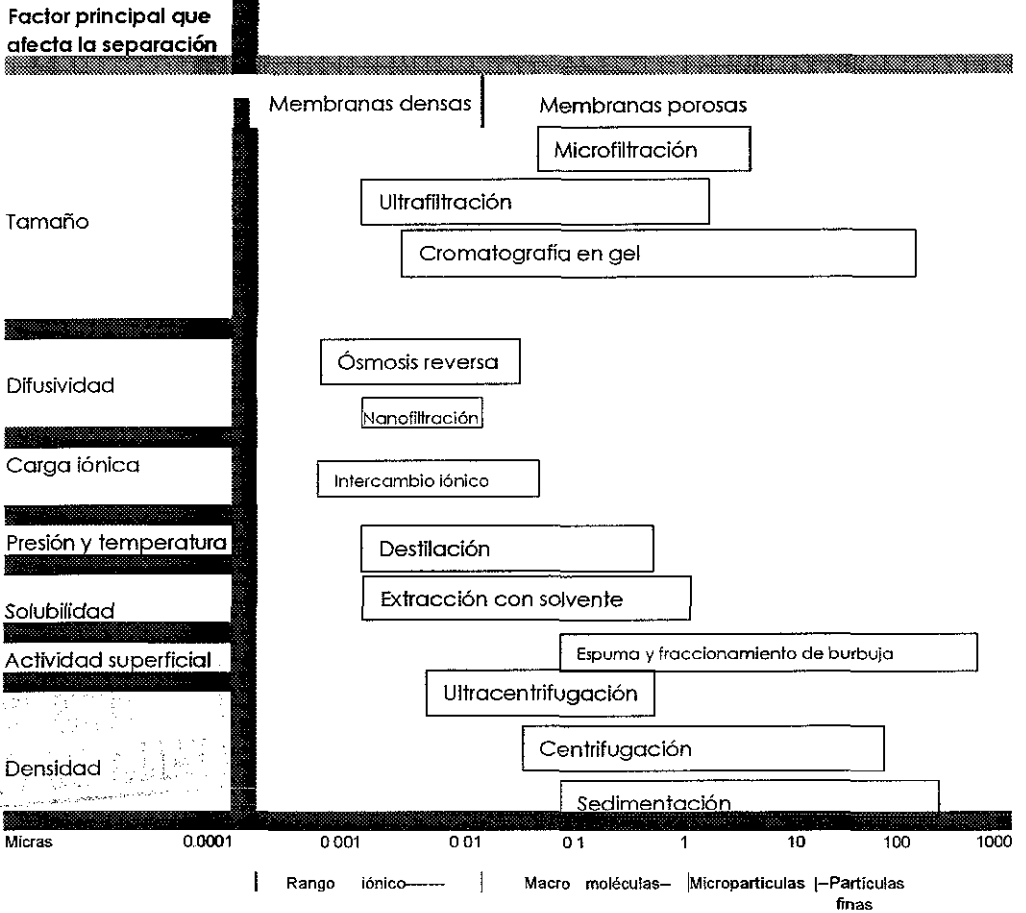 Factor principal que
afecta la separación
Membranas densas
Membranas porosas
Microfiltración
Tamaño
Ultrafiltración
Cromatografía en gel
Difusividad
Ósmosis reversa
Nanofiltración
Carga iónica
Intercambio iónico
Presión y temperatura
Destilación
Solubilidad
Extracción con solvente
Actividad superficial
Espuma y fraccionamiento de burbuja
Ultracentrifugación
Densidad
Centrifugación
Sedimentación
Micras 0.0001 0 001 0 01 0 1 1 10 100 1000
| Rango iónico------ | Macro moléculas– |Microparticulas |–Partículas
finas